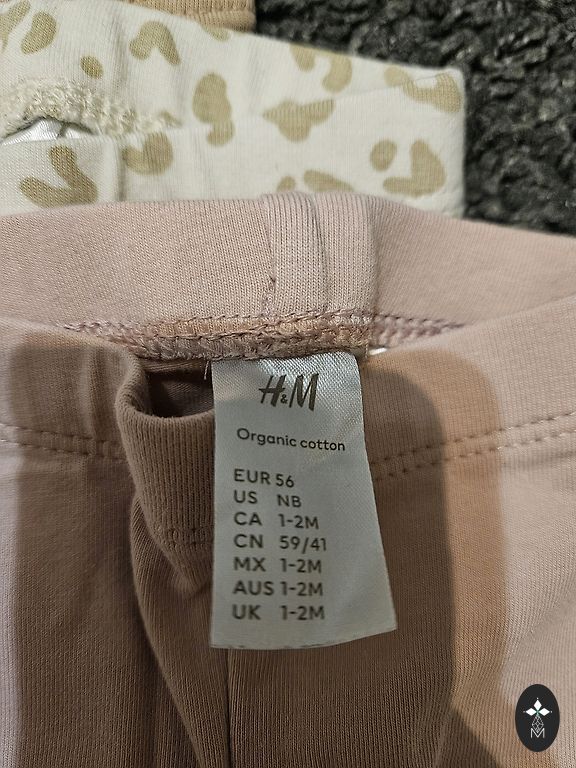 H&M
Organic cotton
EUR 56
US NB
CA 1-2M
CN 59/41
MX 1-2M
AUS 1-2M
UK 1-2M
M